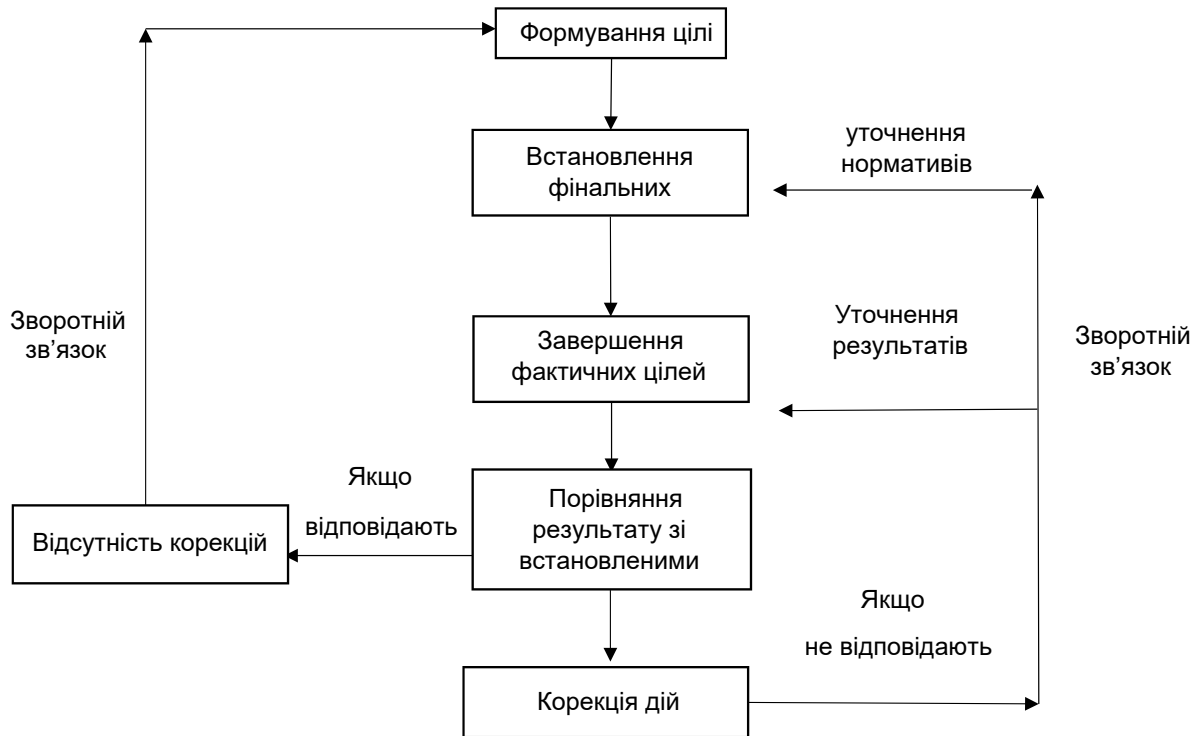 Формування цілі
Встановлення
фінальних
уточнення
нормативів
Зворотній
зв’язок
Завершення
фактичних цілей
Уточнення
результатів
Зворотній
зв’язок
Якщо
відповідають
Порівняння
результату зі
встановленими
Відсутність корекцій
Якщо
не відповідають
Корекція дій